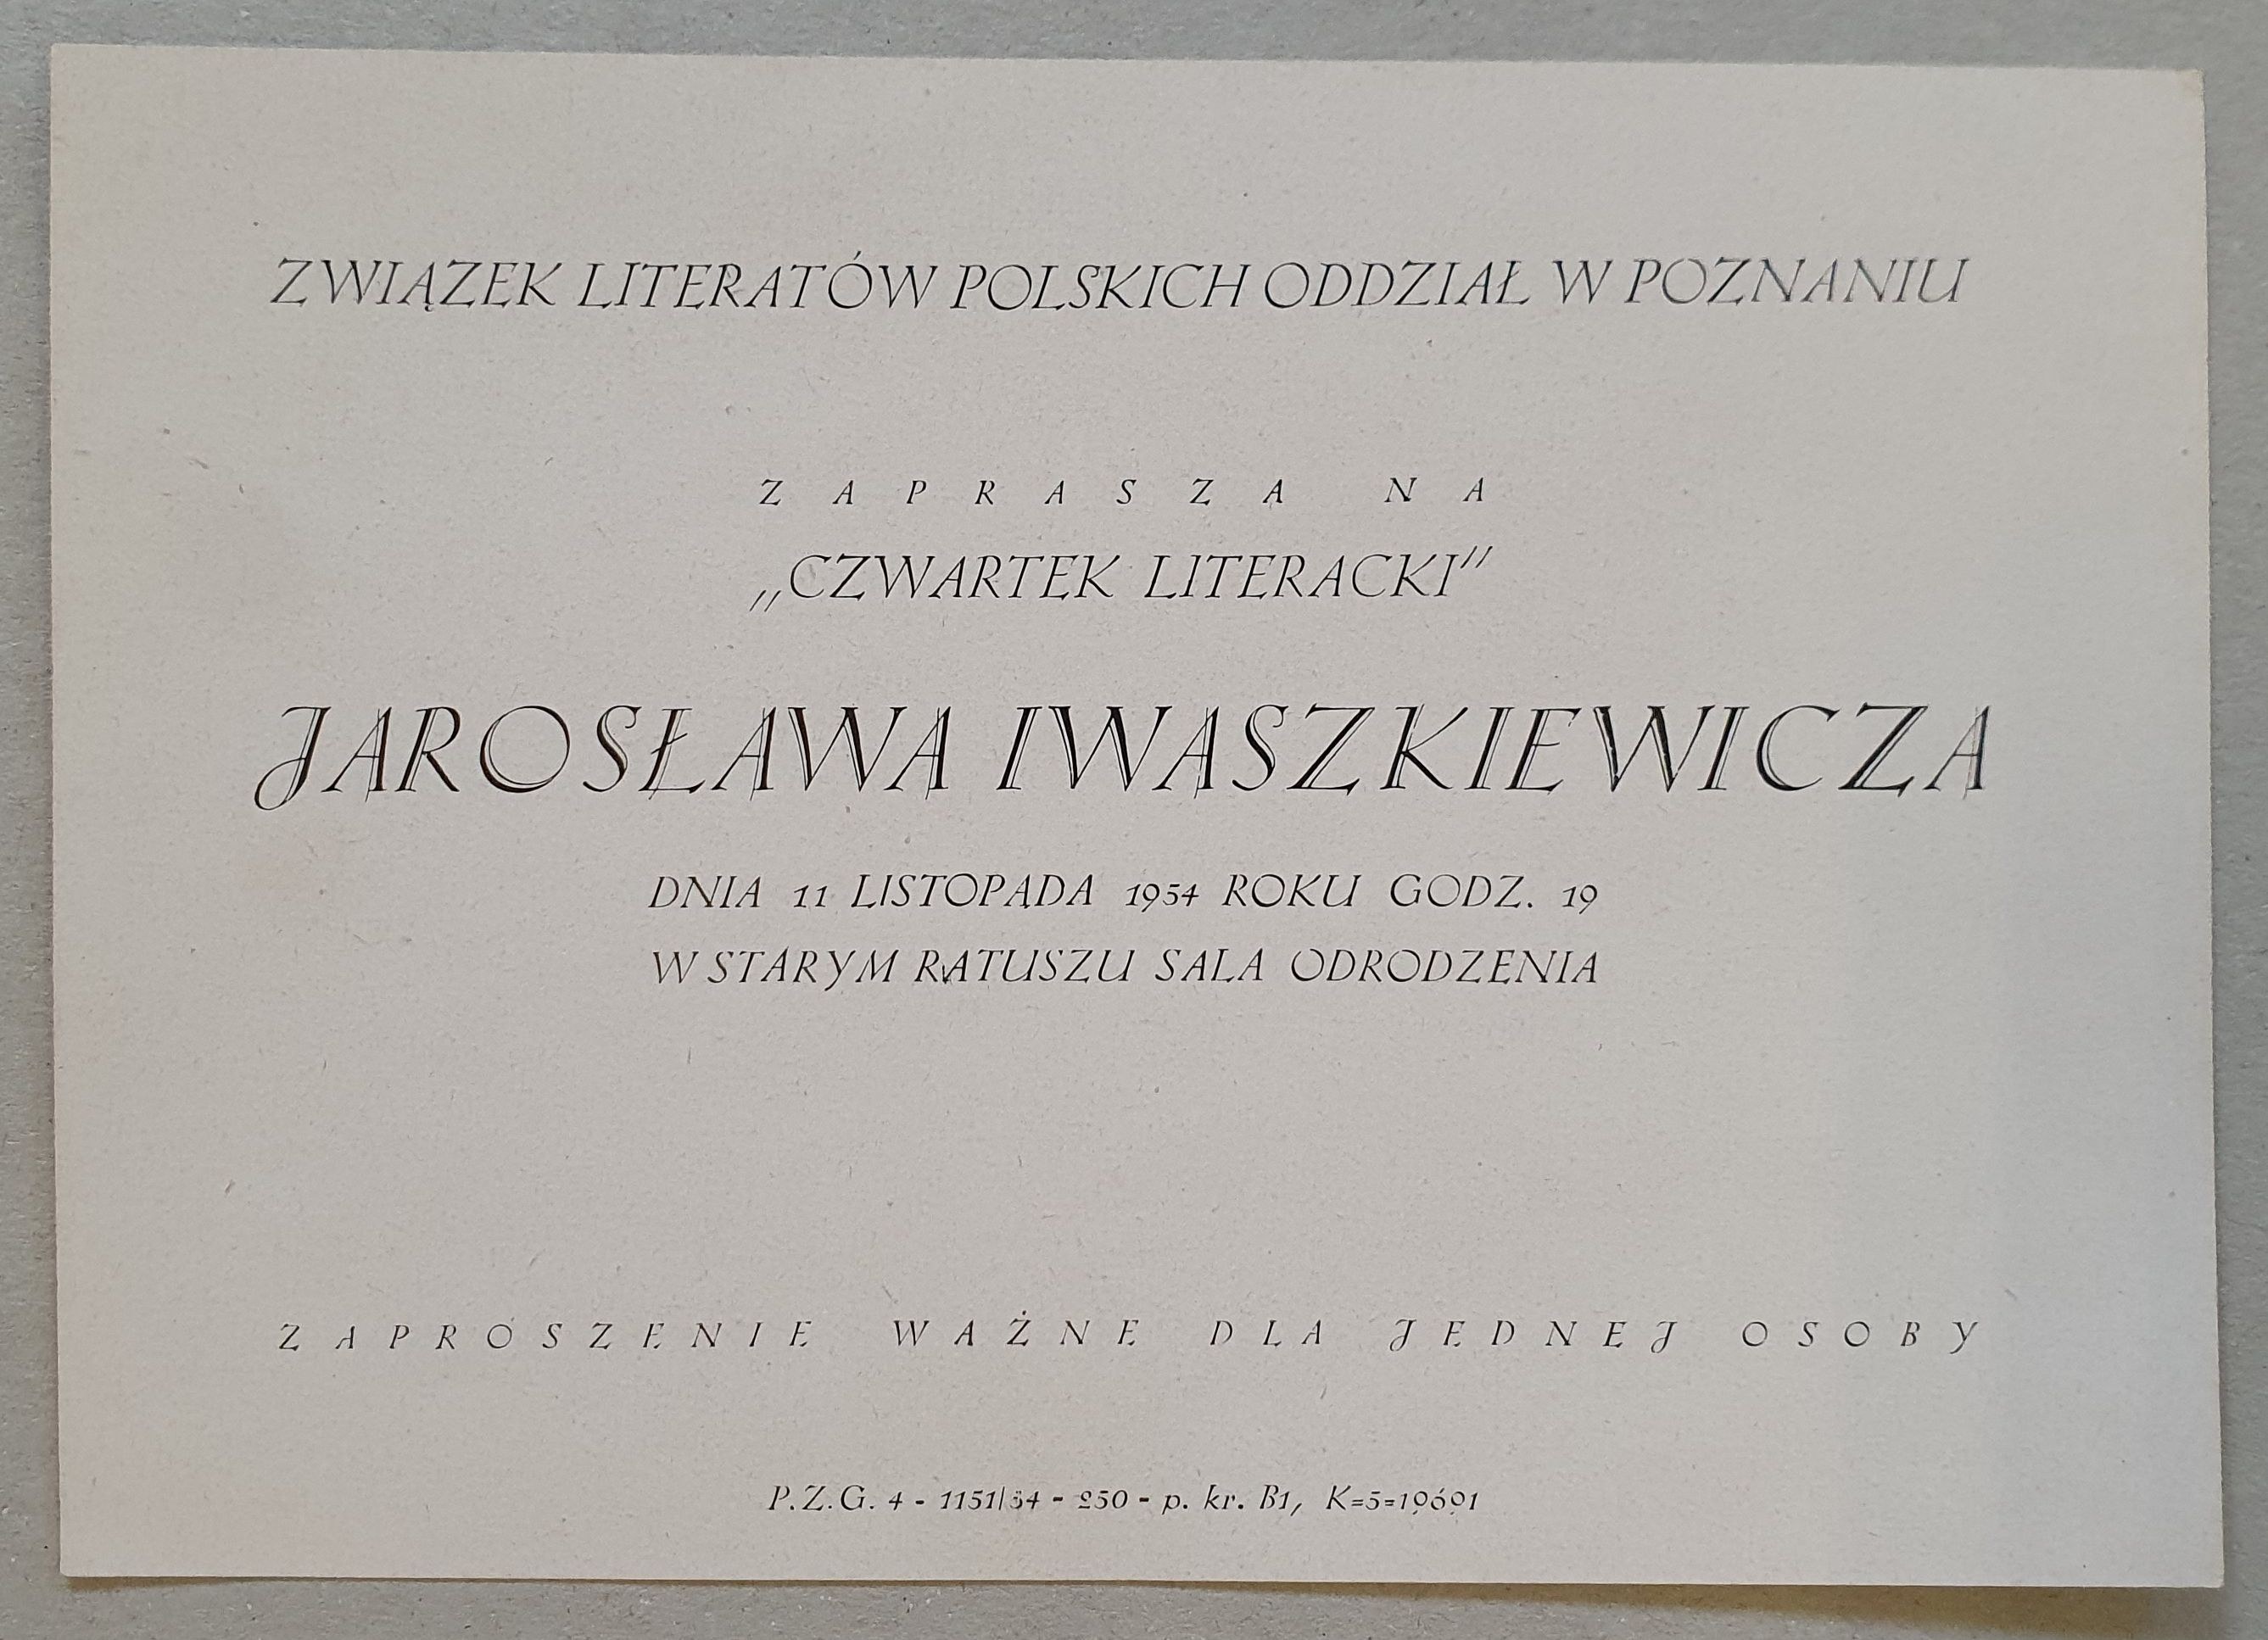 ZWIĄZEK LITERATÓW POLSKICH ODDZIAŁ W POZNANIU
ZAPRASZA NA
„CZWARTEK LITERACKI”
JAROSŁAWA IWASZKIEWICZA
DNIA 11 LISTOPADA 1954 ROKU GODZ. 19
W STARYM RATUSZU SALA ODRODZENIA
ZAPROSZENIE WAŻNE DLA JEDNEJ OSOBY
P.Z.G. 4 - 1151/54 - 250 - p. kr. B1, K=5=19691